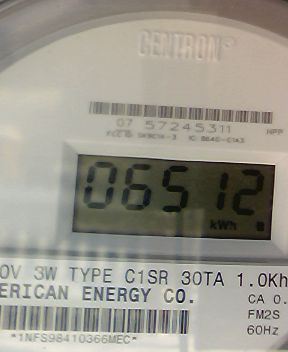 CENTRON®
07 57245311
HPP
06512
kWh
0V 3W TYPE C1SR 30TA 1.0Kh
ERICAN ENERGY CO.
CA 0.
FM2S
60Hz
*1NFS98410366MEC*